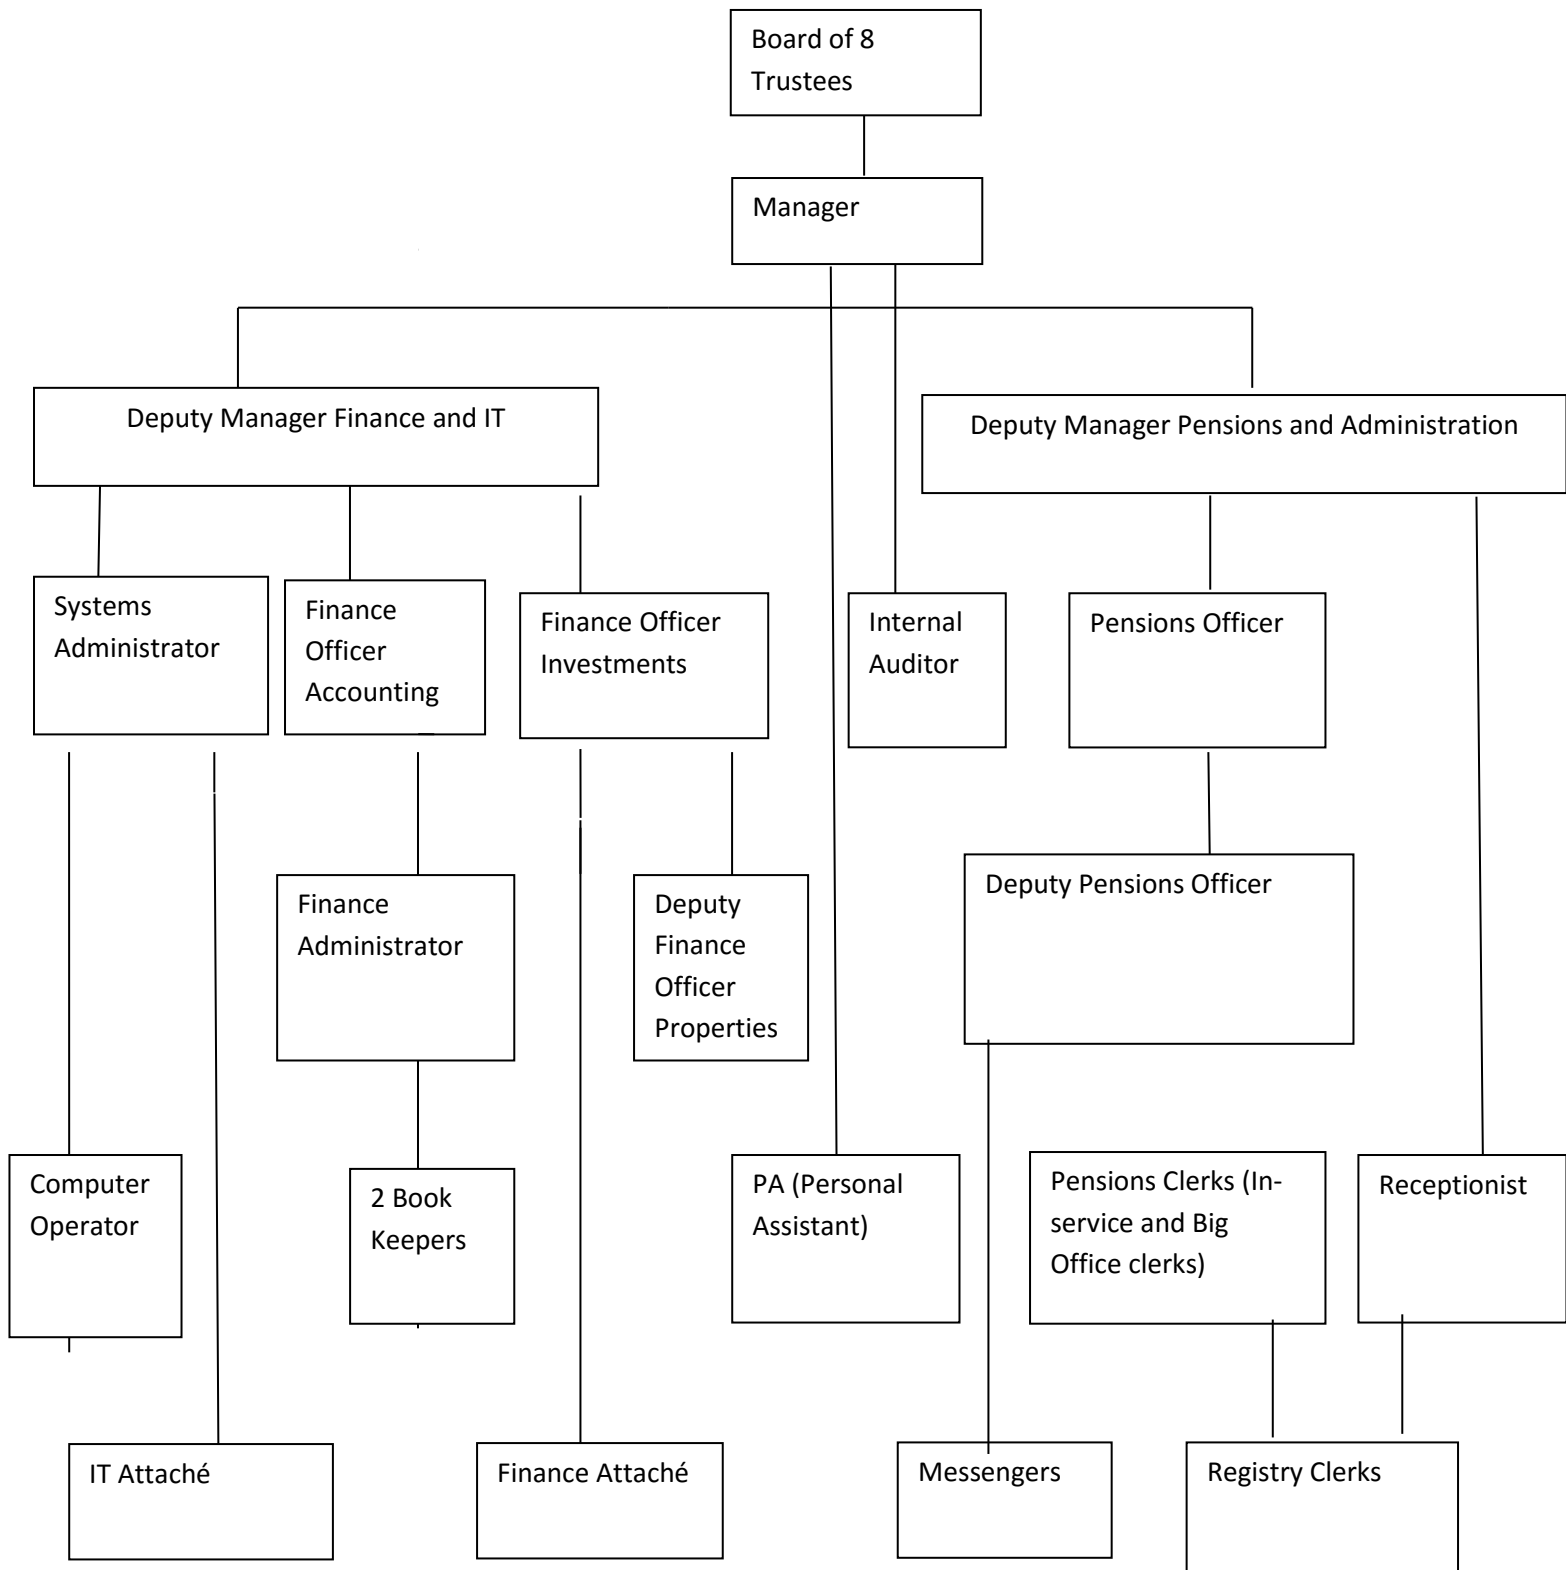 Board of 8
Trustees
Manager
Deputy Manager Finance and IT
Deputy Manager Pensions and Administration
Systems
Administrator
Finance
Officer
Accounting
Finance Officer
Investments
Internal
Auditor
Pensions Officer
Finance
Administrator
Deputy
Finance
Officer
Properties
Deputy Pensions Officer
Computer
Operator
2 Book
Keepers
PA (Personal
Assistant)
Pensions Clerks (In-
service and Big
Office clerks)
Receptionist
IT Attaché
Finance Attaché
Messengers
Registry Clerks